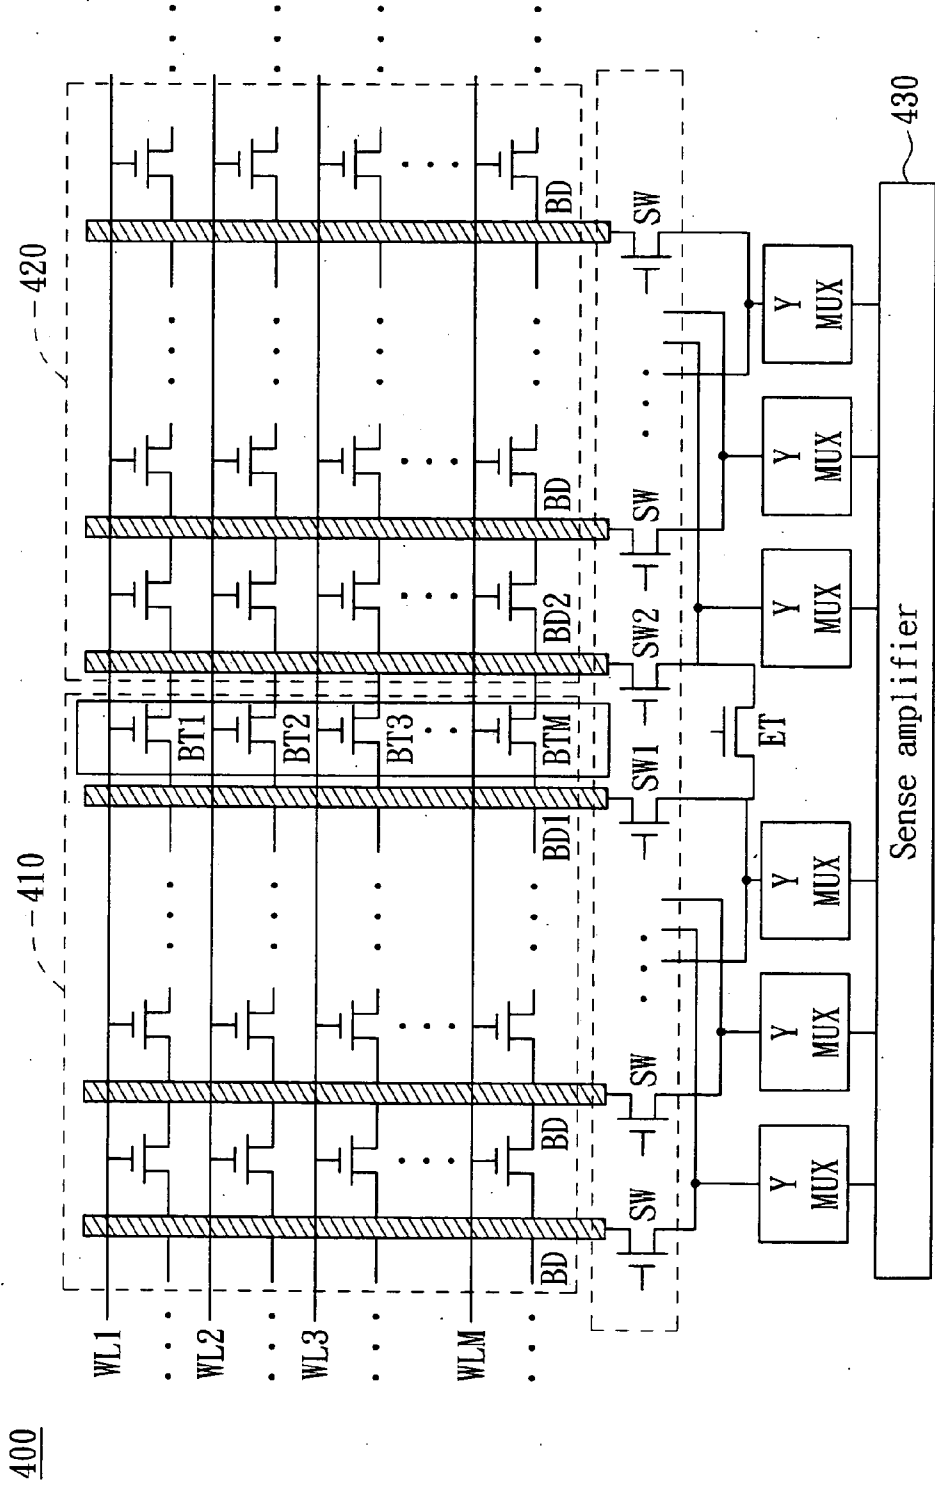 400
410
420
WL1
WL2
WL3
WLM
BT1
BT2
BT3
BTM
BD
BD
BD1
BD2
BD
BD
SW
SW
SW1
SW2
SW
SW
ET
Y MUX
Y MUX
Y MUX
Y MUX
Y MUX
Y MUX
Sense amplifier
430